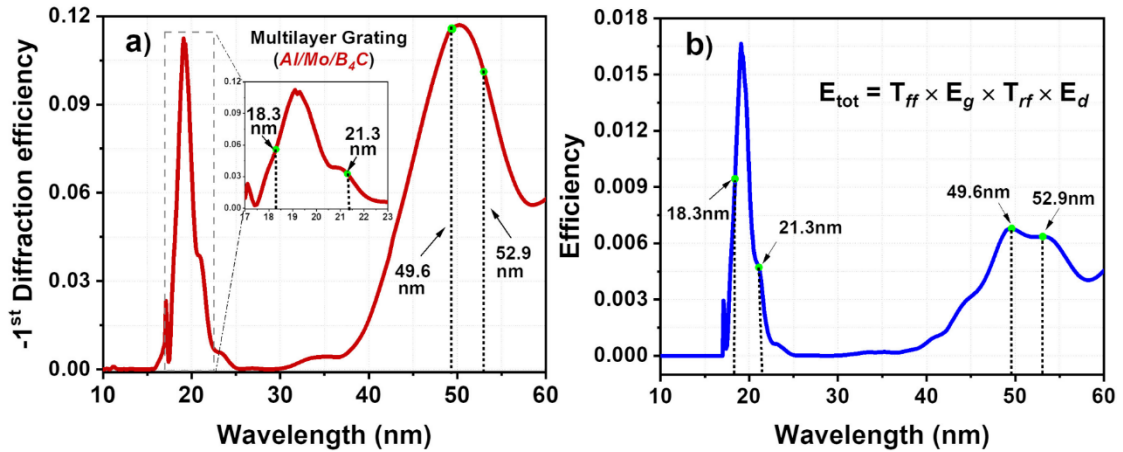 a)
Multilayer Grating
(Al/Mo/B₄C)
0.12
0.09
0.06
0.03
0.00
17 18 19 20 21 22 23
18.3
nm
21.3
nm
49.6
nm
52.9
nm
0.12
0.09
0.06
0.03
0.00
10 20 30 40 50 60
-1ˢᵗ Diffraction efficiency
Wavelength (nm)
b)
Eₜₒₜ = T_ff × E_g × T_rf × E_d
18.3nm
21.3nm
49.6nm
52.9nm
0.018
0.015
0.012
0.009
0.006
0.003
0.000
10 20 30 40 50 60
Efficiency
Wavelength (nm)